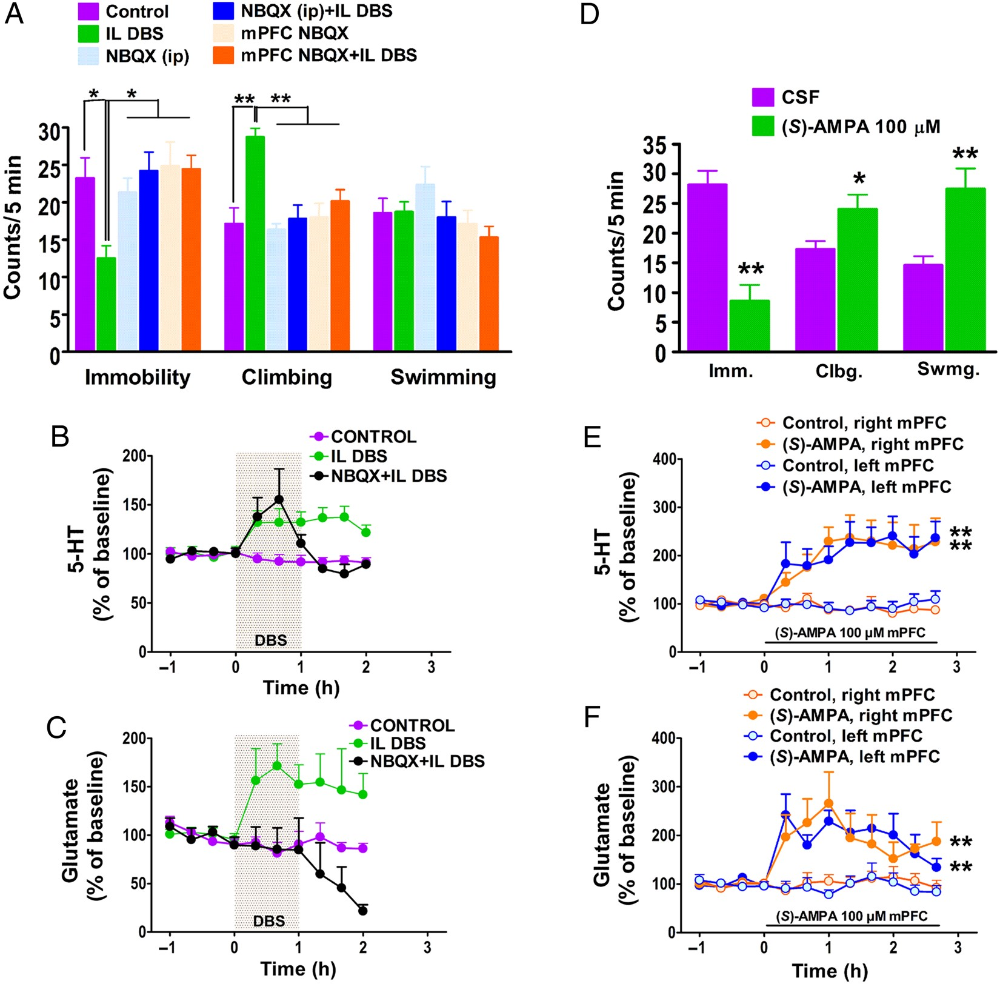 A
Control
IL DBS
NBQX (ip)
NBQX (ip)+IL DBS
mPFC NBQX
mPFC NBQX+IL DBS
* *
** **
Counts/5 min
30
25
20
15
10
5
0
Immobility Climbing Swimming
D
CSF
(S)-AMPA 100 µM
Counts/5 min
35
30
25
20
15
10
5
0
**
*
**
Imm. Clbg. Swmg.
B
CONTROL
IL DBS
NBQX+IL DBS
5-HT
(% of baseline)
200
150
100
50
0
DBS
–1 0 1 2 3
Time (h)
E
Control, right mPFC
(S)-AMPA, right mPFC
Control, left mPFC
(S)-AMPA, left mPFC
5-HT
(% of baseline)
400
300
200
100
0
**
**
(S)-AMPA 100 µM mPFC
–1 0 1 2 3
C
CONTROL
IL DBS
NBQX+IL DBS
Glutamate
(% of baseline)
200
150
100
50
0
DBS
–1 0 1 2 3
Time (h)
F
Control, right mPFC
(S)-AMPA, right mPFC
Control, left mPFC
(S)-AMPA, left mPFC
Glutamate
(% of baseline)
400
300
200
100
0
**
**
(S)-AMPA 100 µM mPFC
–1 0 1 2 3
Time (h)